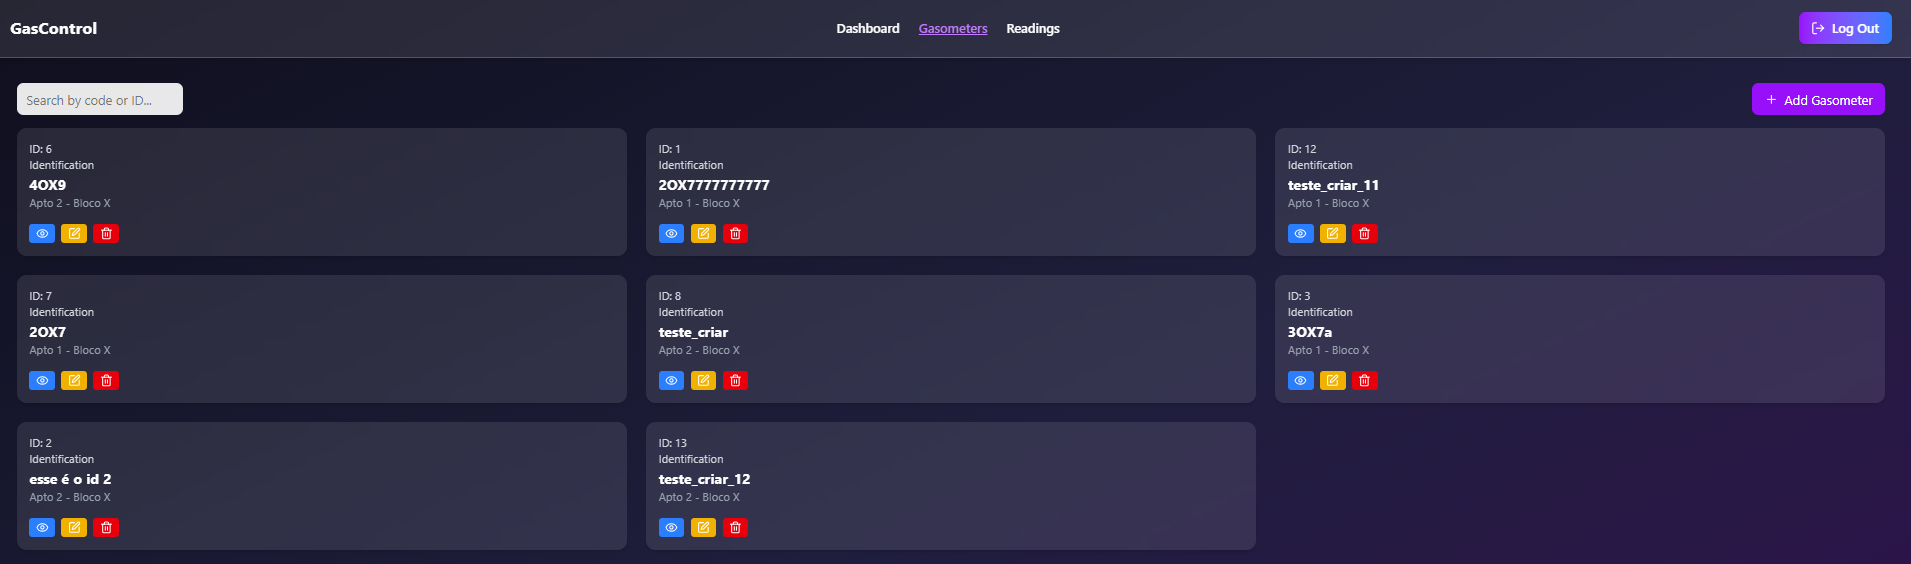 GasControl
Dashboard
Gasometers
Readings
Log Out
Search by code or ID...
Add Gasometer
ID: 6
Identification
4OX9
Apto 2 - Bloco X
ID: 1
Identification
2OX7777777777
Apto 1 - Bloco X
ID: 12
Identification
teste_criar_11
Apto 1 - Bloco X
ID: 7
Identification
2OX7
Apto 1 - Bloco X
ID: 8
Identification
teste_criar
Apto 2 - Bloco X
ID: 3
Identification
3OX7a
Apto 1 - Bloco X
ID: 2
Identification
esse é o id 2
Apto 2 - Bloco X
ID: 13
Identification
teste_criar_12
Apto 2 - Bloco X